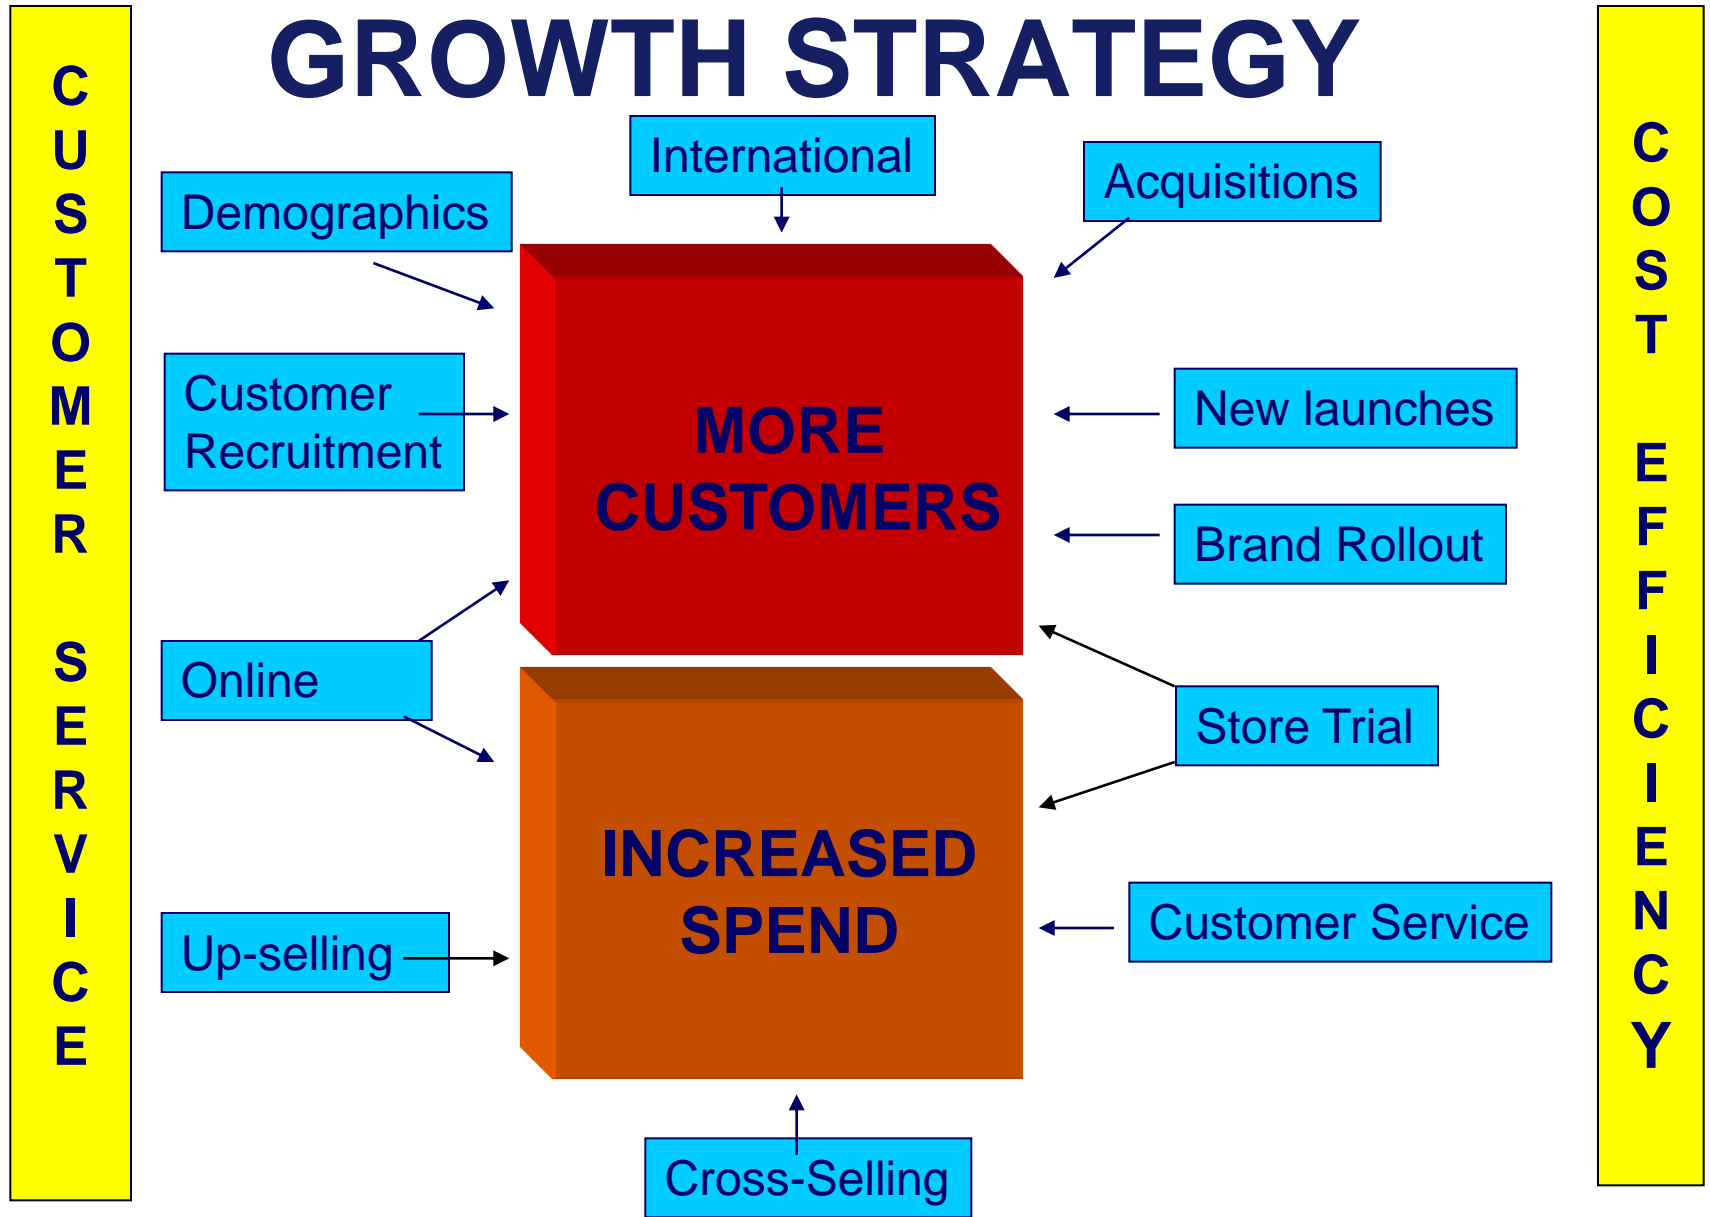 GROWTH STRATEGY
CUSTOMER SERVICE
International
Acquisitions
Demographics
Customer
Recruitment
MORE
CUSTOMERS
New launches
Brand Rollout
Online
Store Trial
INCREASED
SPEND
Up-selling
Customer Service
Cross-Selling
COST EFFICIENCY